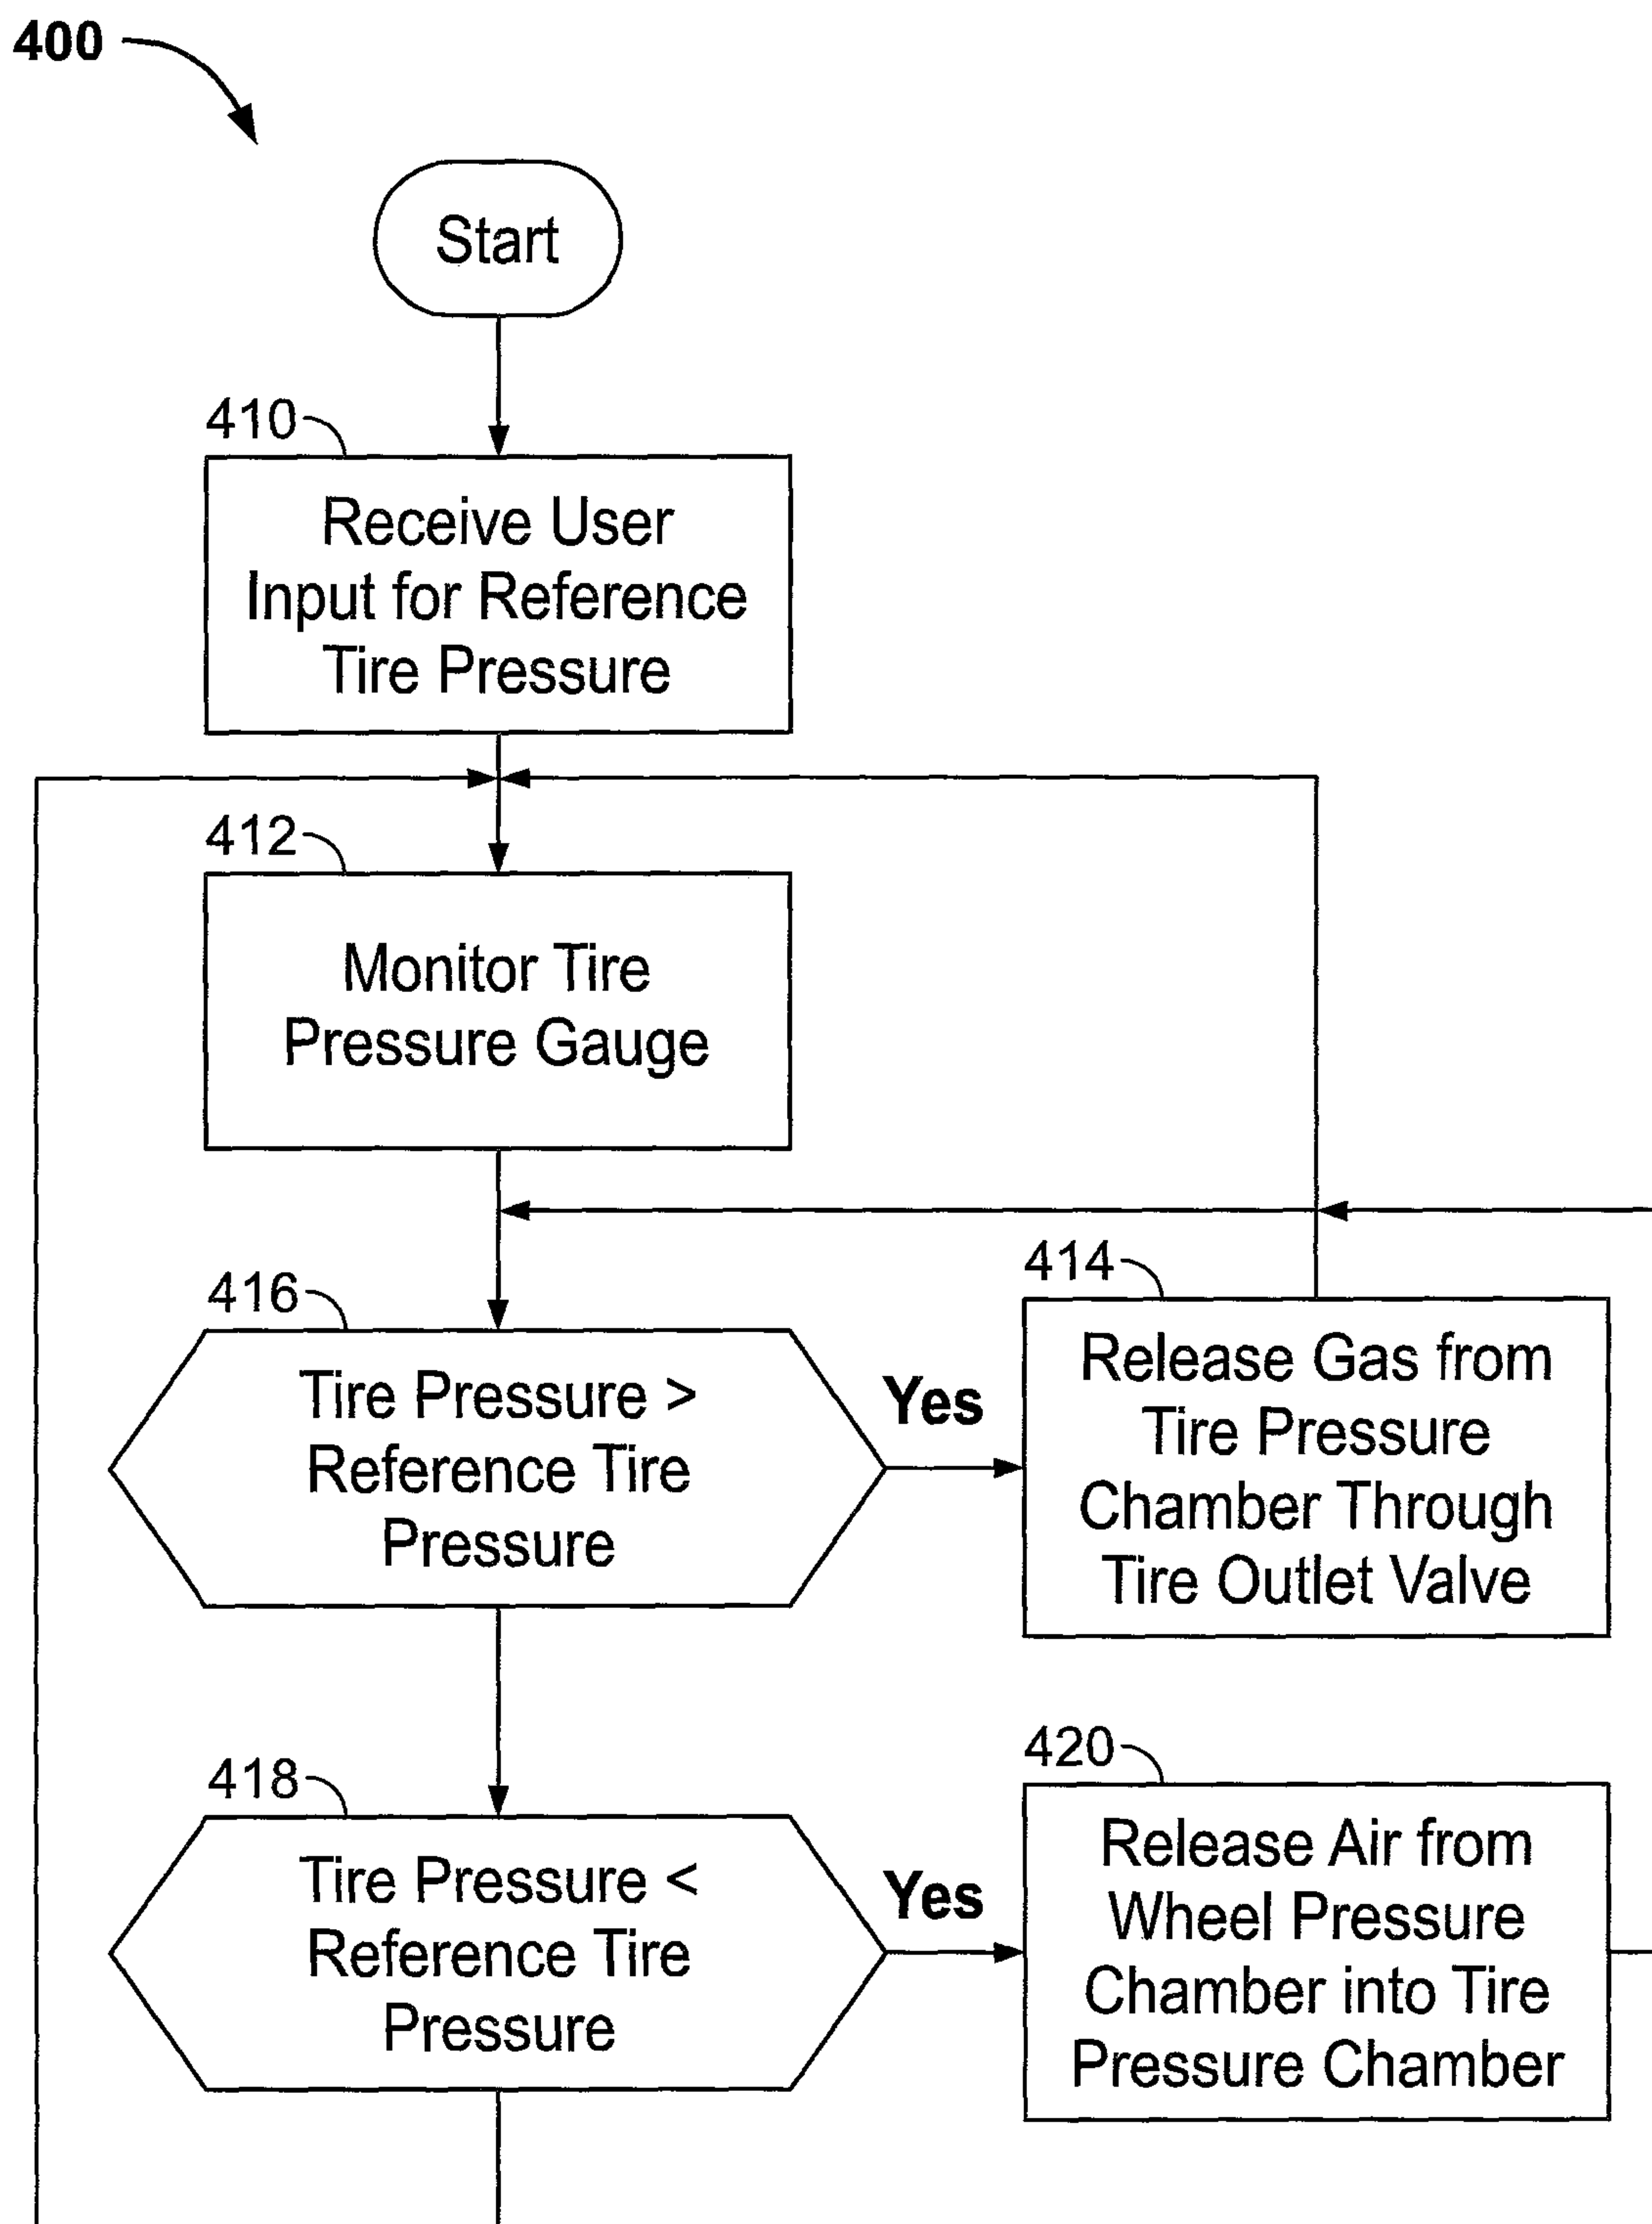 400
Start
410
Receive User
Input for Reference
Tire Pressure
412
Monitor Tire
Pressure Gauge
416
Tire Pressure >
Reference Tire
Pressure
Yes
414
Release Gas from
Tire Pressure
Chamber Through
Tire Outlet Valve
418
Tire Pressure <
Reference Tire
Pressure
Yes
420
Release Air from
Wheel Pressure
Chamber into Tire
Pressure Chamber